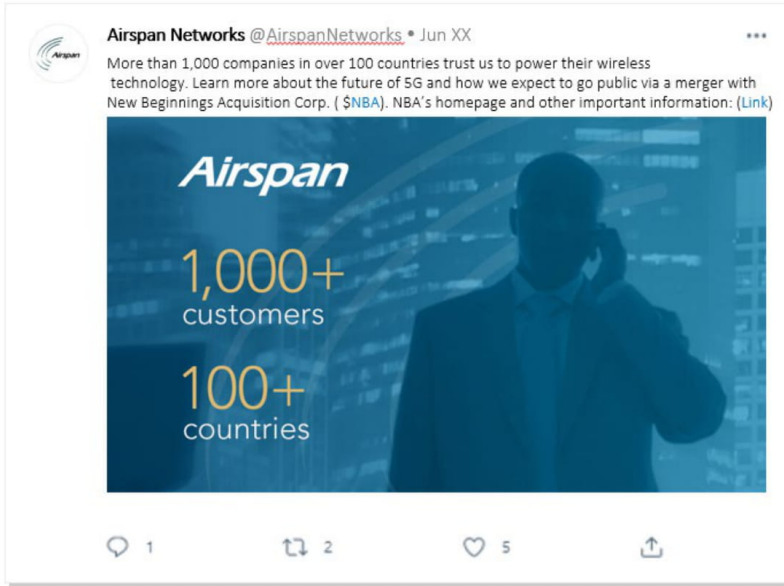 Airspan
Airspan Networks @AirspanNetworks • Jun XX
More than 1,000 companies in over 100 countries trust us to power their wireless
technology. Learn more about the future of 5G and how we expect to go public via a merger with
New Beginnings Acquisition Corp. ( $NBA). NBA’s homepage and other important information: (Link)
Airspan
1,000+
customers
100+
countries
1 2 5